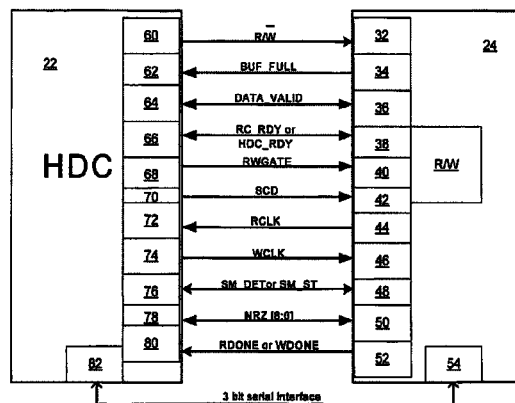 60 R/W 32
22 24
62 BUF_FULL 34
64 DATA_VALID 36
66 RC_RDY or HDC_RDY 38
HDC R/W
68 RWGATE 40
70 SCD 42
72 RCLK 44
74 WCLK 46
76 SM_DET or SM_ST 48
78 NRZ [8:0] 50
80 RDONE or WDONE 52
82 54
3 bit serial interface